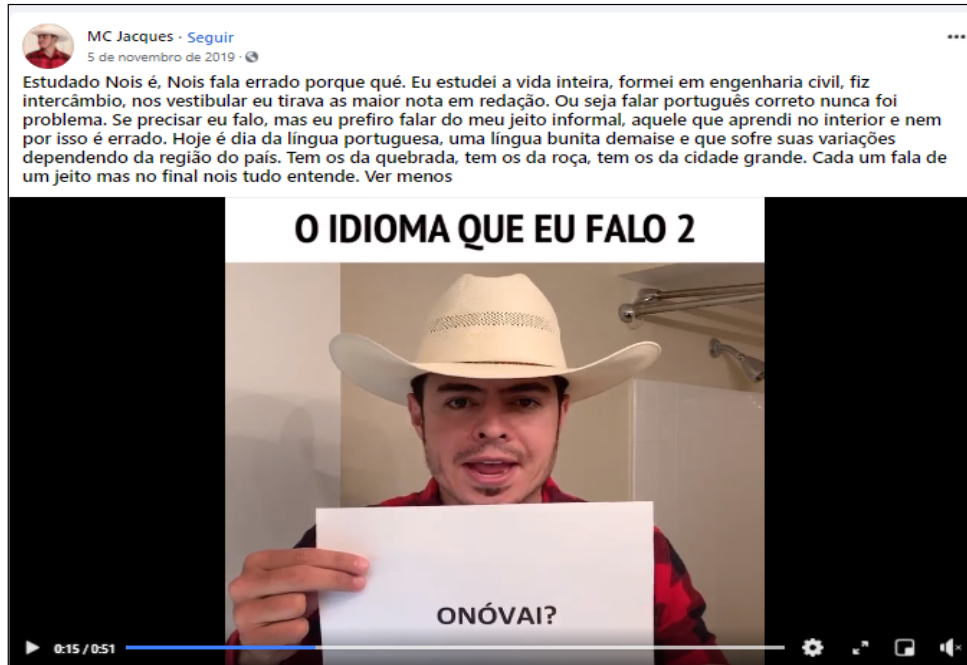 MC Jacques · Seguir
5 de novembro de 2019 ·
Estudado Nois é, Nois fala errado porque qué. Eu estudei a vida inteira, formei em engenharia civil, fiz
intercâmbio, nos vestibular eu tirava as maior nota em redação. Ou seja falar português correto nunca foi
problema. Se precisar eu falo, mas eu prefiro falar do meu jeito informal, aquele que aprendi no interior e nem
por isso é errado. Hoje é dia da língua portuguesa, uma língua bunita demaise e que sofre suas variações
dependendo da região do país. Tem os da quebrada, tem os da roça, tem os da cidade grande. Cada um fala de
um jeito mas no final nois tudo entende. Ver menos
O IDIOMA QUE EU FALO 2
ONÓVAI?
0:15 / 0:51